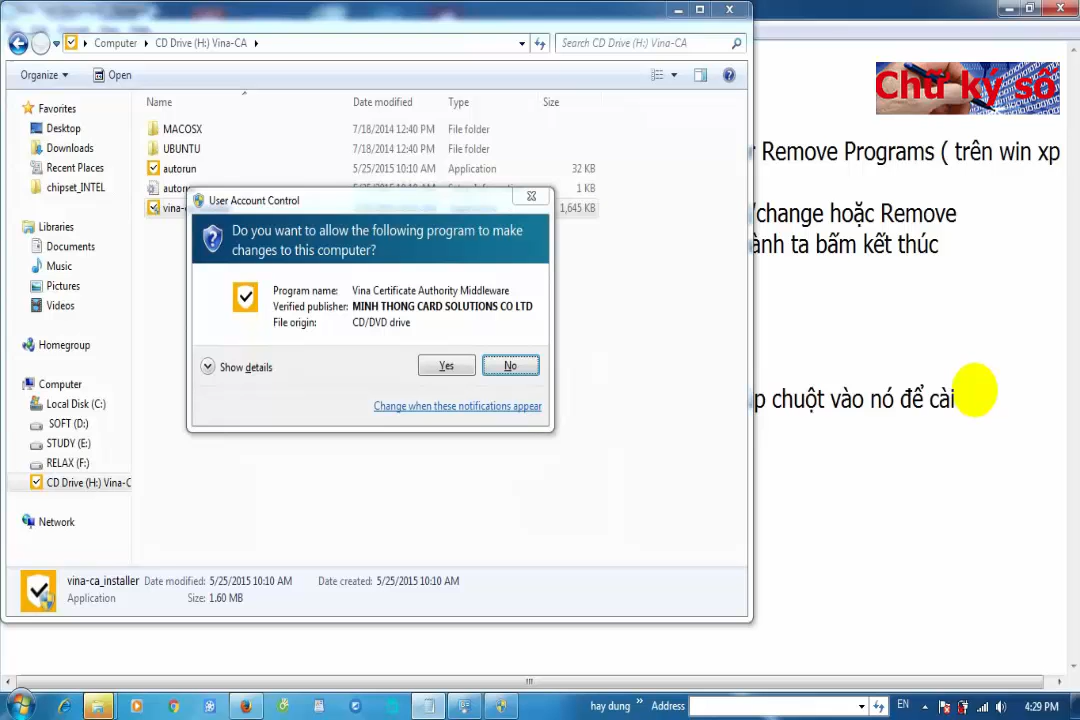 Computer
CD Drive (H:) Vina-CA
Search CD Drive (H:) Vina-CA
Organize
Open
Favorites
Desktop
Downloads
Recent Places
chipset_INTEL
Libraries
Documents
Music
Pictures
Videos
Homegroup
Computer
Local Disk (C:)
SOFT (D:)
STUDY (E:)
RELAX (F:)
CD Drive (H:) Vina-C
Network
Name Date modified Type Size
MACOSX 7/18/2014 12:40 PM File folder
UBUNTU 7/18/2014 12:40 PM File folder
autorun 5/25/2015 10:10 AM Application 32 KB
1 KB
1,645 KB
User Account Control
Do you want to allow the following program to make
changes to this computer?
Program name: Vina Certificate Authority Middleware
Verified publisher: MINH THONG CARD SOLUTIONS CO LTD
File origin: CD/DVD drive
Show details
Yes
No
Change when these notifications appear
vina-ca_installer Date modified: 5/25/2015 10:10 AM Date created: 5/25/2015 10:10 AM
Application Size: 1.60 MB
Chữ ký số
Remove Programs ( trên win xp
/change hoặc Remove
ành ta bấm kết thúc
p chuột vào nó để cài
hay dung » Address
EN
4:29 PM